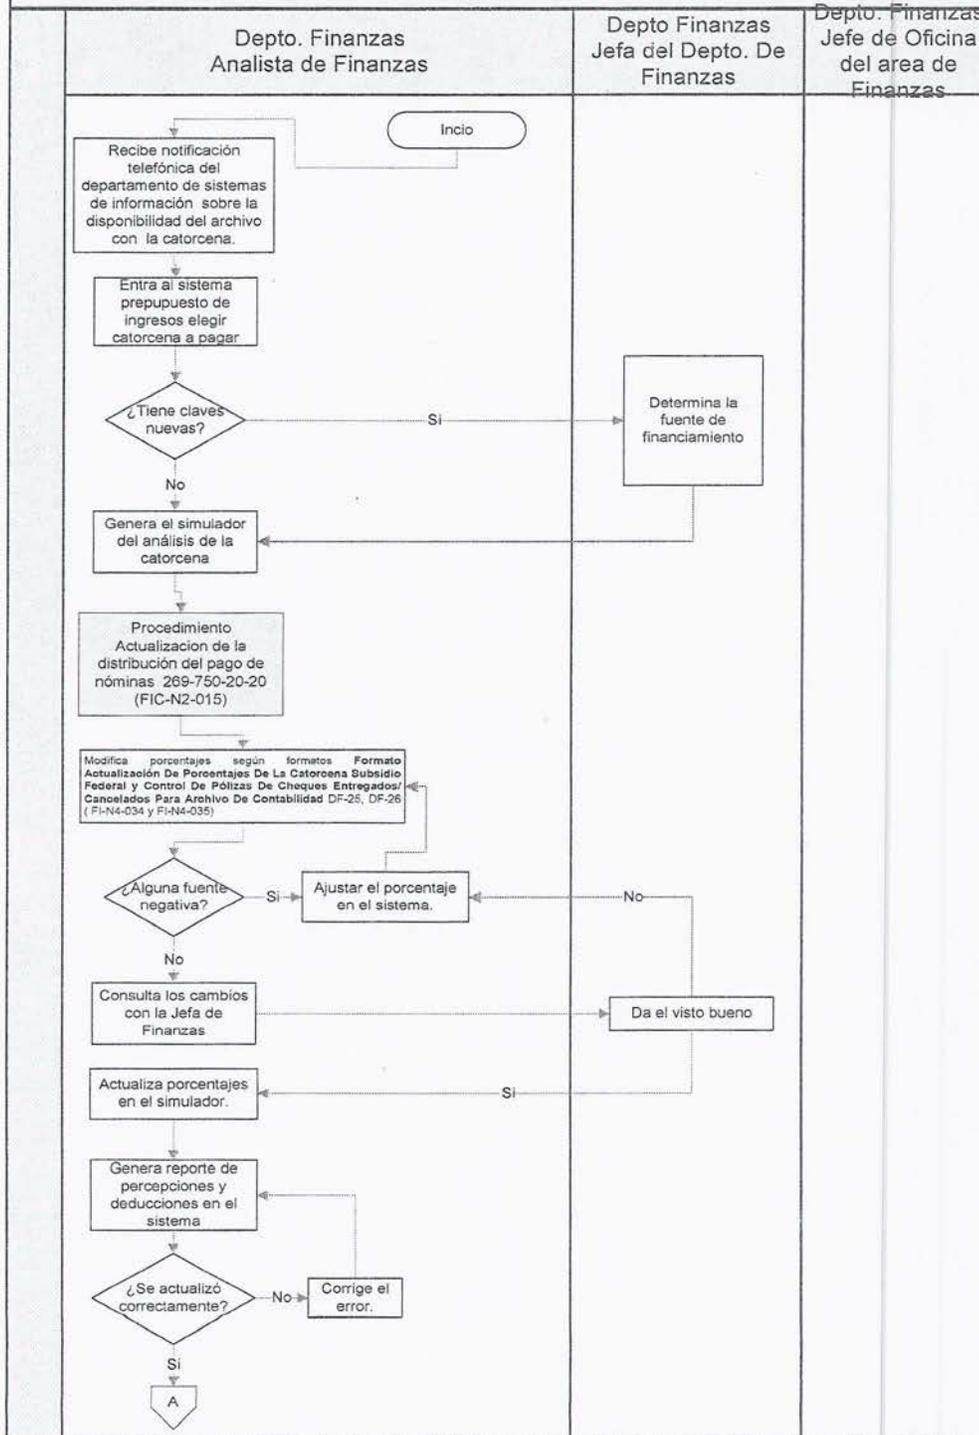 Depto. Finanzas
Analista de Finanzas
Depto Finanzas
Jefa del Depto. De
Finanzas
Depto. Finanzas
Jefe de Oficina
del area de
Finanzas
Incio
Recibe notificación
telefónica del
departamento de sistemas
de información sobre la
disponibilidad del archivo
con la catorcena.
Entra al sistema
prepupuesto de
ingresos elegir
catorcena a pagar
¿Tiene claves
nuevas?
Si
Determina la
fuente de
financiamiento
No
Genera el simulador
del análisis de la
catorcena
Procedimiento
Actualizacion de la
distribución del pago de
nóminas 269-750-20-20
(FIC-N2-015)
Modifica porcentajes según formatos Formato
Actualización De Porcentajes De La Catorcena Subsidio
Federal y Control De Pólizas De Cheques Entregados/
Cancelados Para Archivo De Contabilidad DF-25, DF-26
( FI-N4-034 y FI-N4-035)
¿Alguna fuente
negativa?
Si
Ajustar el porcentaje
en el sistema.
No
No
Consulta los cambios
con la Jefa de
Finanzas
Da el visto bueno
Actualiza porcentajes
en el simulador.
Si
Genera reporte de
percepciones y
deducciones en el
sistema
¿Se actualizó
correctamente?
No
Corrige el
error.
Si
A